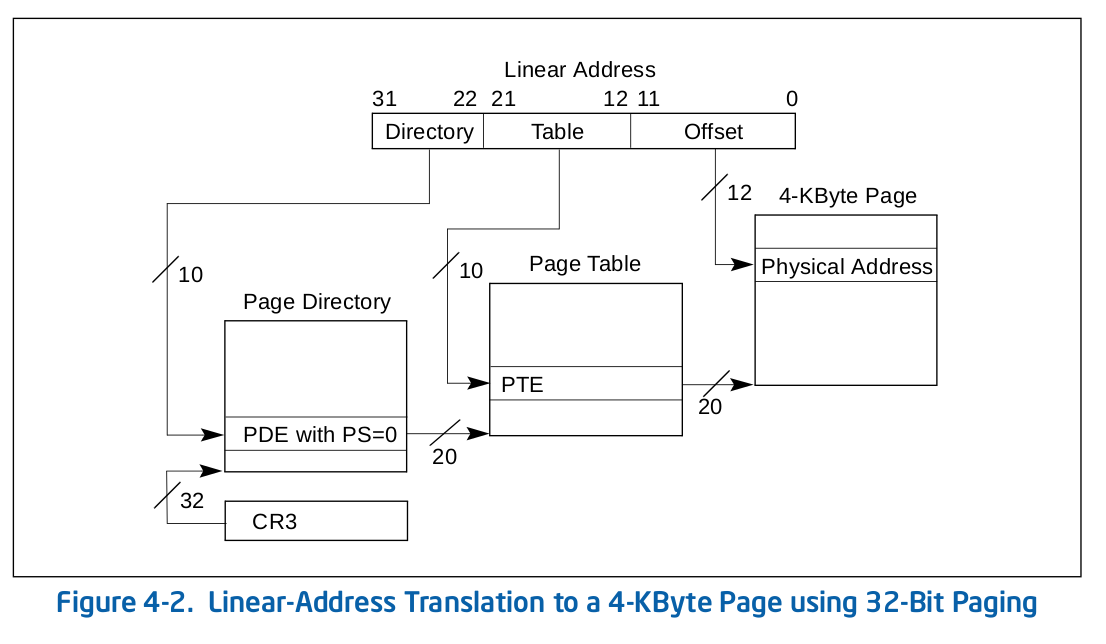 Linear Address
31 22 21 12 11 0
Directory Table Offset
12
4-KByte Page
Physical Address
10
10
Page Table
Page Directory
PTE
20
PDE with PS=0
20
32
CR3
Figure 4-2. Linear-Address Translation to a 4-KByte Page using 32-Bit Paging